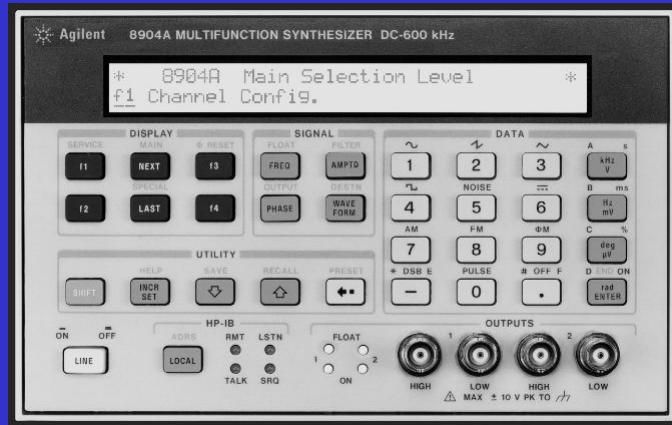 Agilent 8904A MULTIFUNCTION SYNTHESIZER DC-600 kHz
* 8904A Main Selection Level *
f1 Channel Config.
DISPLAY SIGNAL DATA
SERVICE MAIN Φ RESET FLOAT FILTER A s
f1 NEXT f3 FREQ AMPTD 1 2 3 kHz V
SPECIAL OUTPUT DESTN NOISE B ms
f2 LAST f4 PHASE WAVE FORM 4 5 6 Hz mV
UTILITY AM FM ΦM C %
7 8 9 deg µV
HELP SAVE RECALL PRESET * DSB E PULSE # OFF F D END ON
SHIFT INCR SET - 0 . rad ENTER
ON OFF HP-IB OUTPUTS
ADRS RMT LSTN FLOAT 1 2
LINE LOCAL 1 2
TALK SRQ ON HIGH LOW HIGH LOW
MAX ± 10 V PK TO